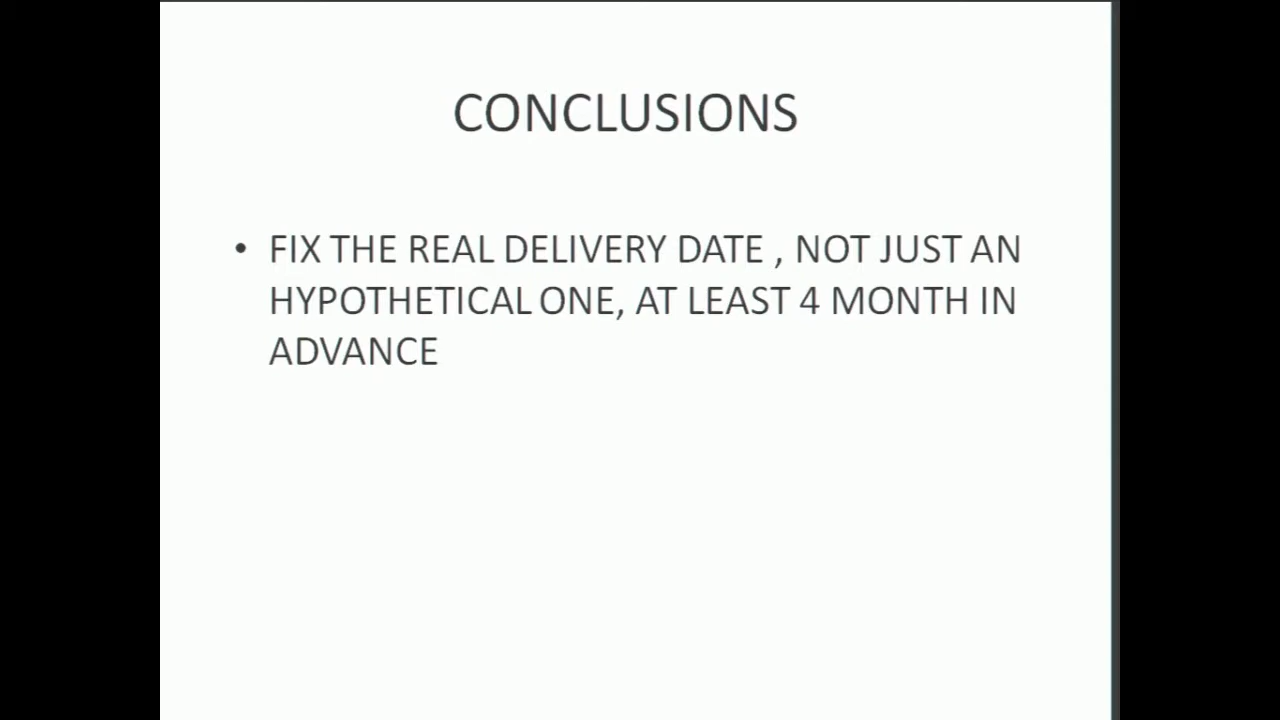 CONCLUSIONS
• FIX THE REAL DELIVERY DATE , NOT JUST AN
HYPOTHETICAL ONE, AT LEAST 4 MONTH IN
ADVANCE